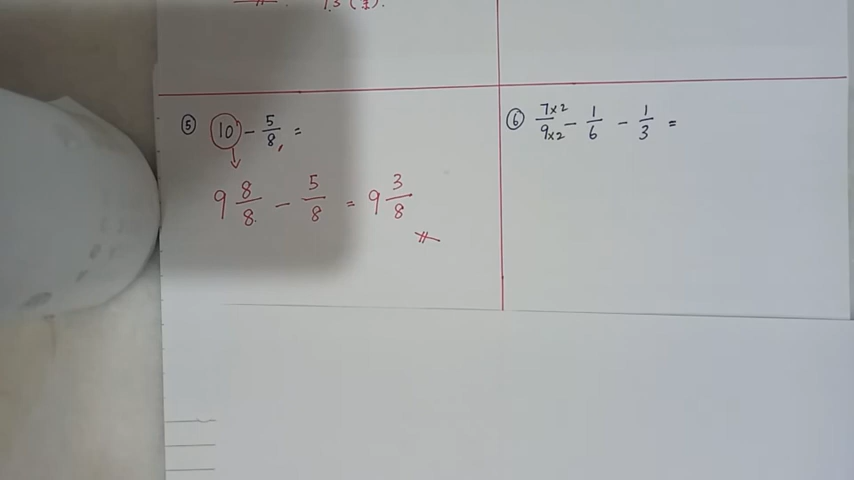 ⑤ 10 - 5/8 =
9 8/8 - 5/8 = 9 3/8
⑥ 7×2/9×2 - 1/6 - 1/3 =